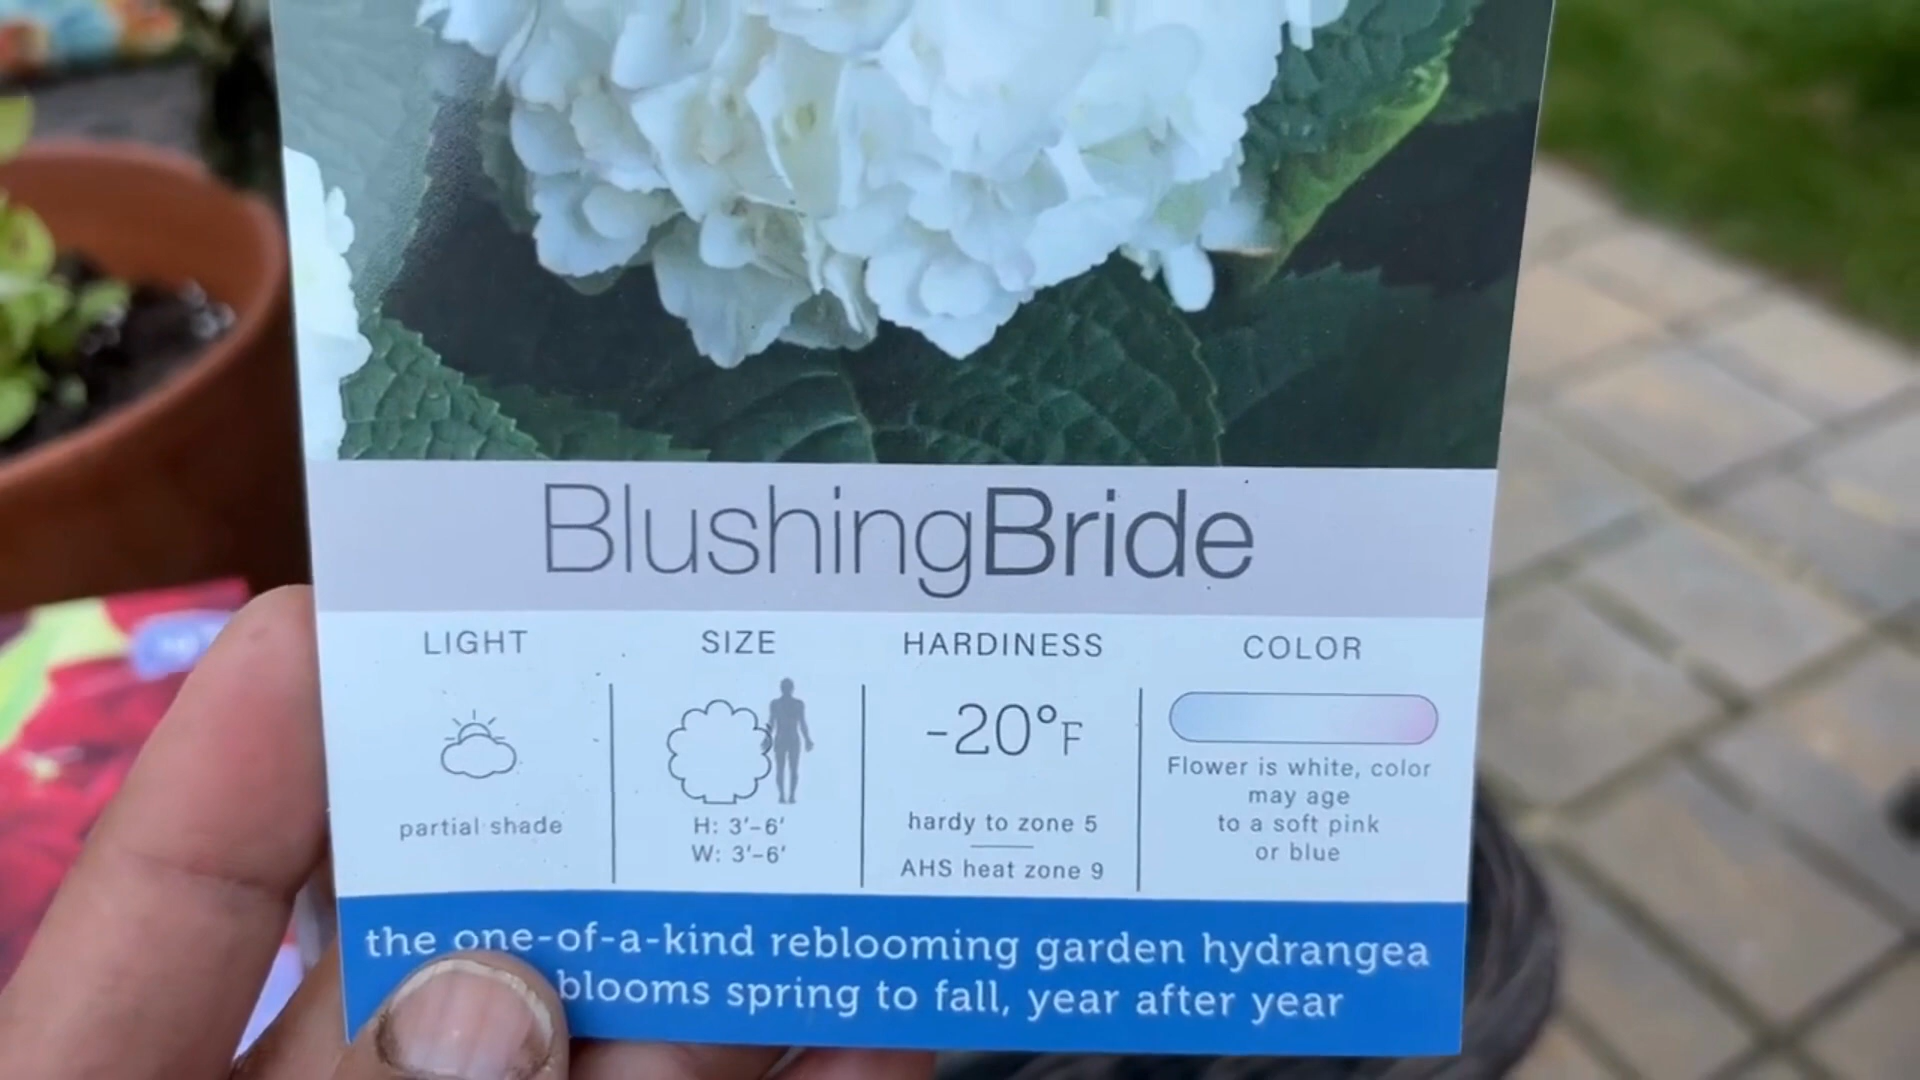 BlushingBride
LIGHT
partial shade
SIZE
H: 3'-6'
W: 3'-6'
HARDINESS
-20°F
hardy to zone 5
AHS heat zone 9
COLOR
Flower is white, color
may age
to a soft pink
or blue
the one-of-a-kind reblooming garden hydrangea
blooms spring to fall, year after year